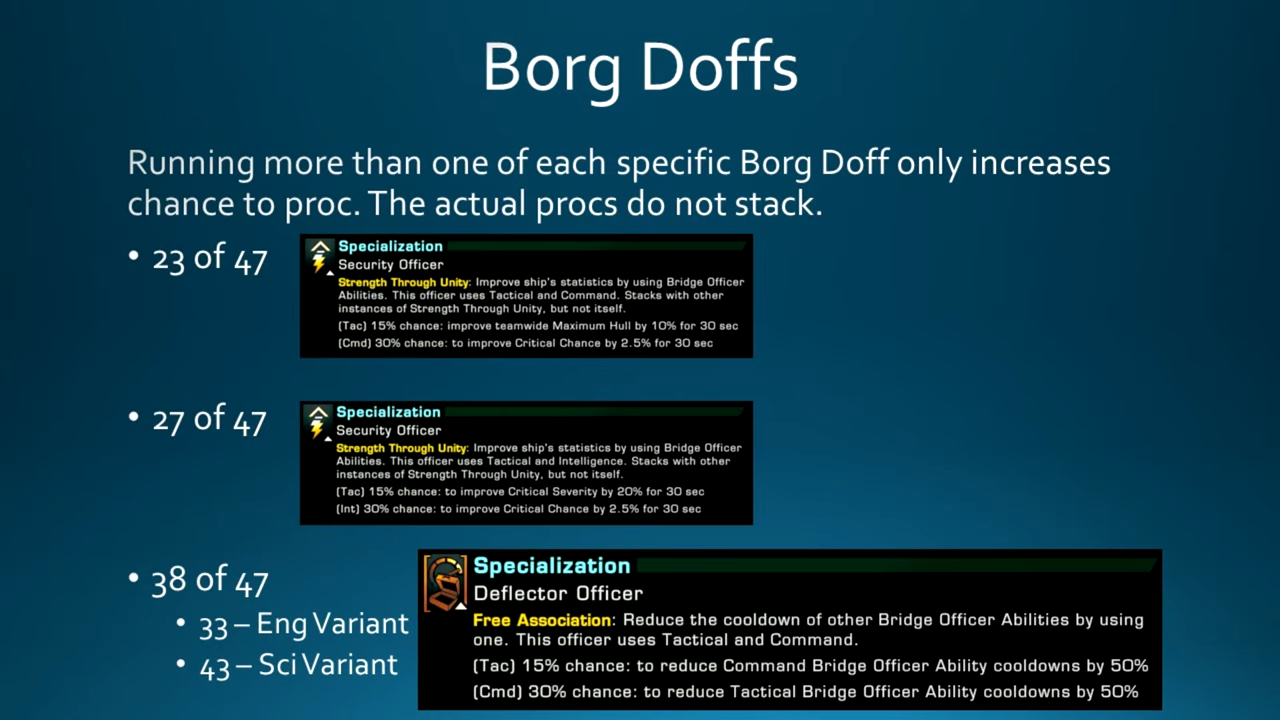 Borg Doffs
Running more than one of each specific Borg Doff only increases
chance to proc. The actual procs do not stack.
• 23 of 47
Specialization
Security Officer
Strength Through Unity: Improve ship's statistics by using Bridge Officer
Abilities. This officer uses Tactical and Command. Stacks with other
instances of Strength Through Unity, but not itself.
(Tac) 15% chance: improve teamwide Maximum Hull by 10% for 30 sec
(Cmd) 30% chance: to improve Critical Chance by 2.5% for 30 sec
• 27 of 47
Specialization
Security Officer
Strength Through Unity: Improve ship's statistics by using Bridge Officer
Abilities. This officer uses Tactical and Intelligence. Stacks with other
instances of Strength Through Unity, but not itself.
(Tac) 15% chance: to improve Critical Severity by 20% for 30 sec
(Int) 30% chance: to improve Critical Chance by 2.5% for 30 sec
• 38 of 47
• 33 – Eng Variant
• 43 – Sci Variant
Specialization
Deflector Officer
Free Association: Reduce the cooldown of other Bridge Officer Abilities by using
one. This officer uses Tactical and Command.
(Tac) 15% chance: to reduce Command Bridge Officer Ability cooldowns by 50%
(Cmd) 30% chance: to reduce Tactical Bridge Officer Ability cooldowns by 50%